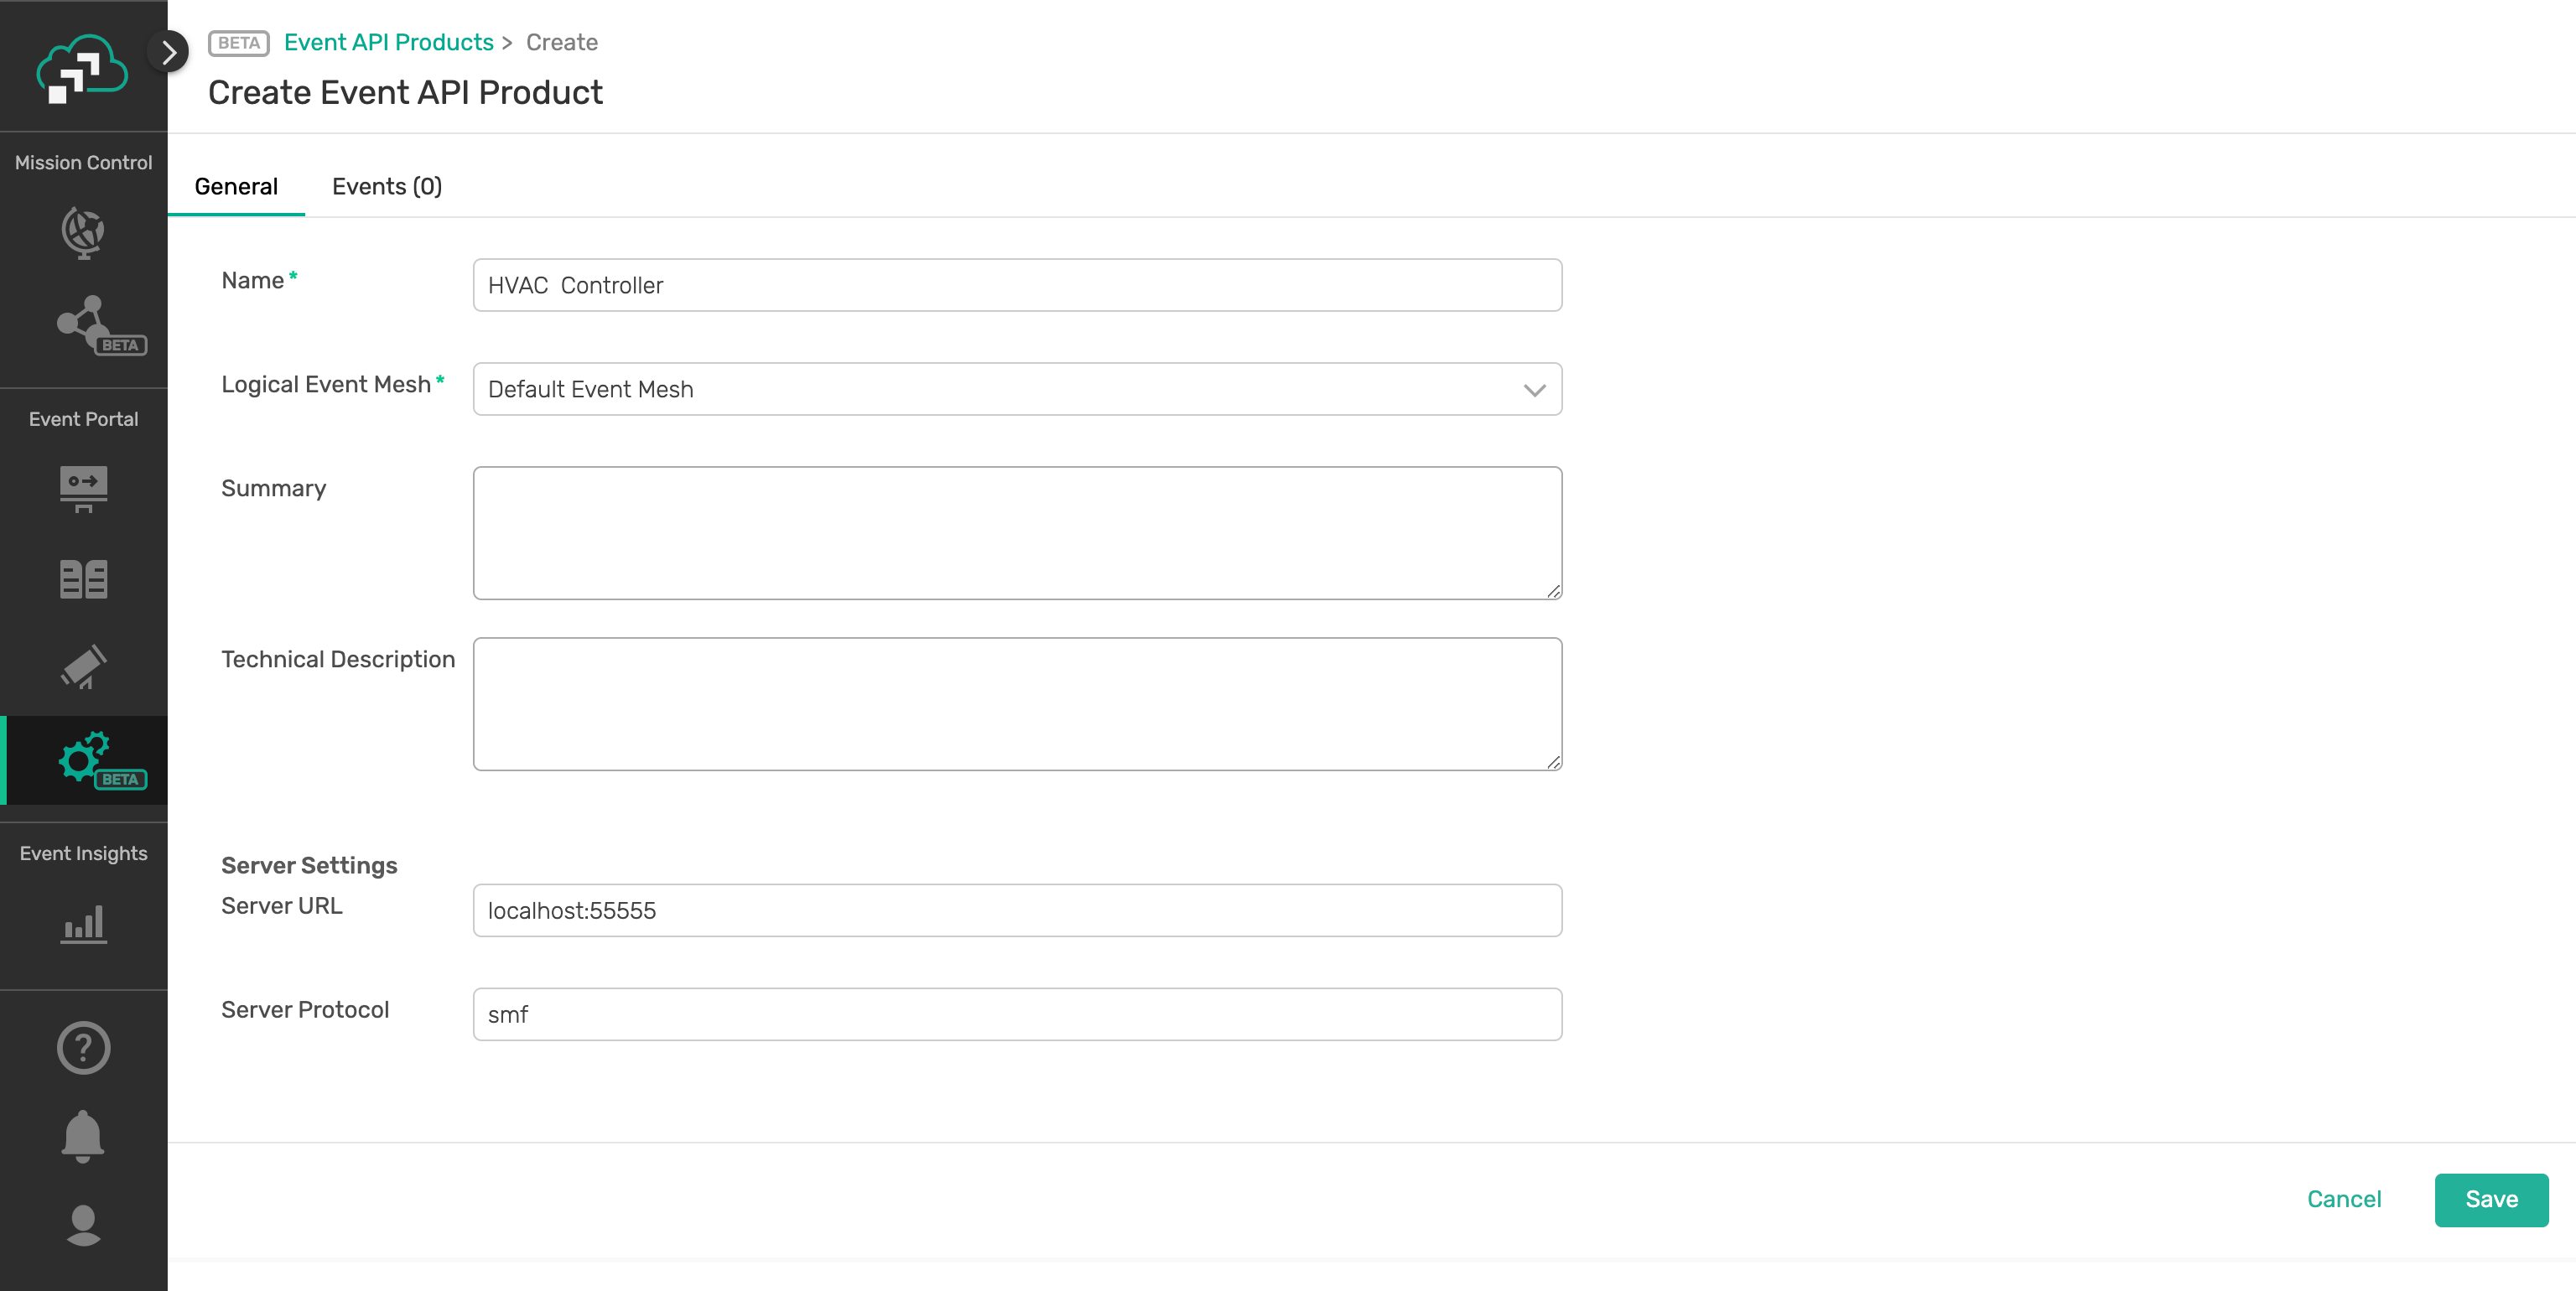 BETA Event API Products > Create
Create Event API Product
Mission Control
BETA
Event Portal
BETA
Event Insights
General Events (0)
Name *
HVAC  Controller
Logical Event Mesh *
Default Event Mesh
Summary
Technical Description
Server Settings
Server URL
localhost:55555
Server Protocol
smf
?
Cancel Save